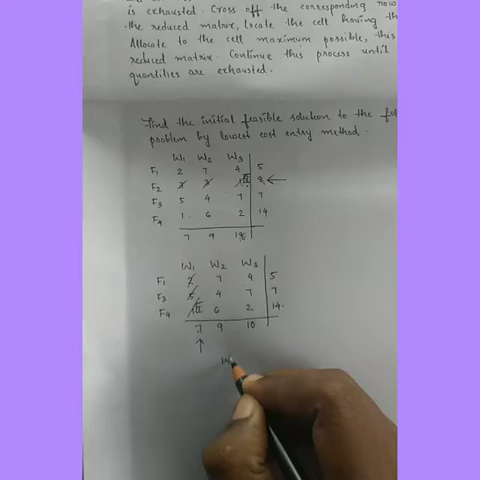 is exhausted. Cross off the corresponding row
the reduced matrix, locate the cell having th
Allocate to the cell maximum possible, this
reduced matrix. Continue this process until
quantities are exhausted.
Find the initial feasible solution to the fol
problem by lowest cost entry method.
W1 W2 W3
F1 2 7 4 5
F2 3 3 1 8
F3 5 4 7 7
F4 1 6 2 14
7 9 18
W1 W2 W3
F1 2 7 4 5
F3 5 4 7 7
F4 1 6 2 14
7 9 10